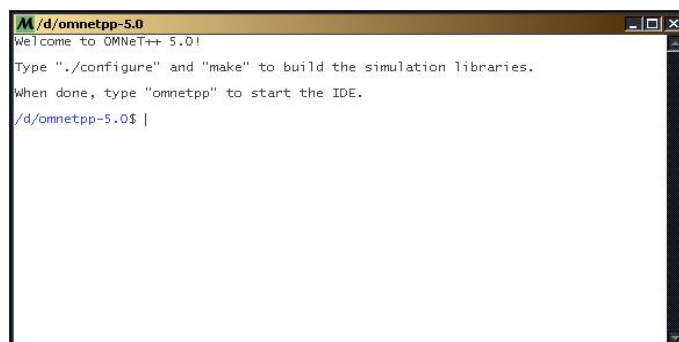 M /d/omnetpp-5.0
Welcome to OMNeT++ 5.0!
Type "./configure" and "make" to build the simulation libraries.
When done, type "omnetpp" to start the IDE.
/d/omnetpp-5.0$ |